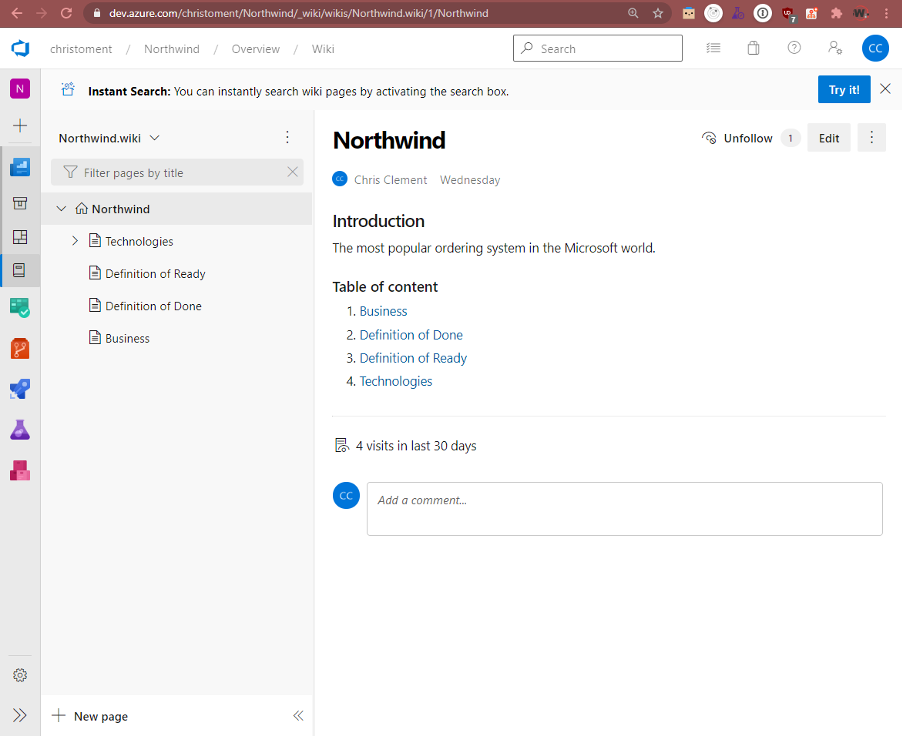 dev.azure.com/christoment/Northwind/_wiki/wikis/Northwind.wiki/1/Northwind
7
christoment / Northwind / Overview / Wiki
Search
CC
N
Instant Search: You can instantly search wiki pages by activating the search box.
Try it!
Northwind.wiki
Filter pages by title
Northwind
Technologies
Definition of Ready
Definition of Done
Business
New page
Northwind
Unfollow 1
Edit
CC Chris Clement Wednesday
Introduction
The most popular ordering system in the Microsoft world.
Table of content
1. Business
2. Definition of Done
3. Definition of Ready
4. Technologies
4 visits in last 30 days
CC
Add a comment...